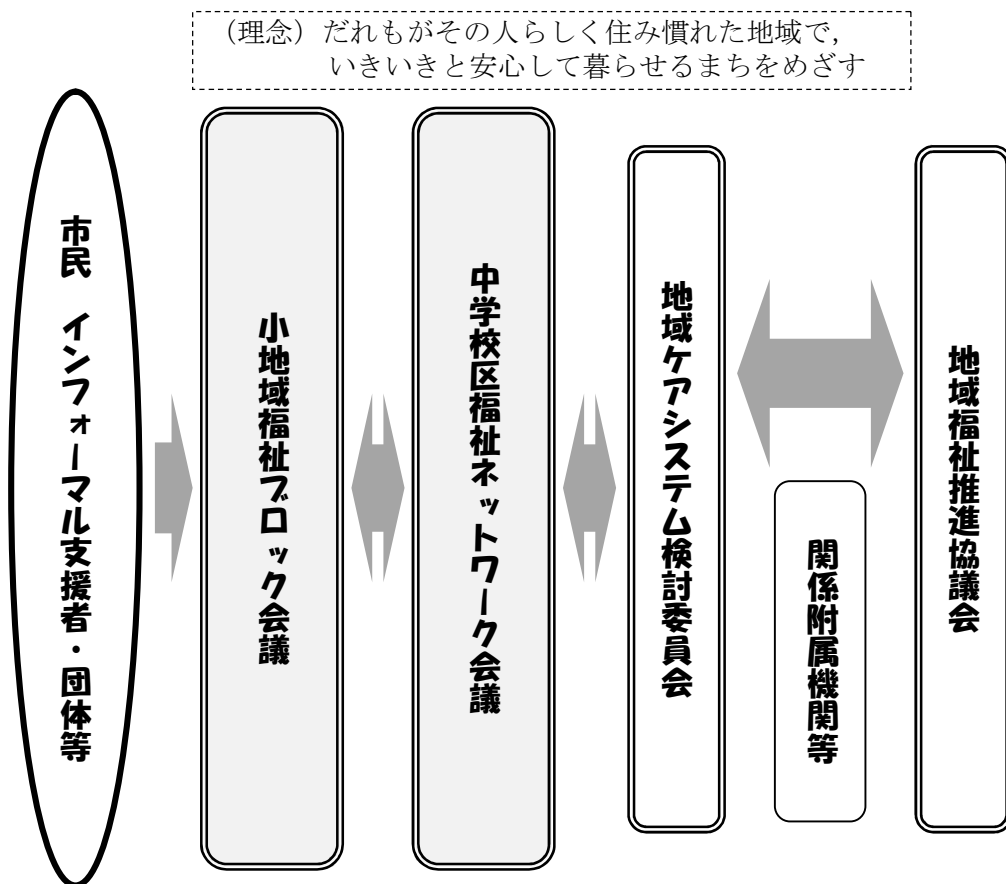 （理念）だれもがその人らしく住み慣れた地域で，
いきいきと安心して暮らせるまちをめざす
市民　インフォーマル支援者・団体等
小地域福祉ブロック会議
中学校区福祉ネットワーク会議
地域ケアシステム検討委員会
関係附属機関等
地域福祉推進協議会